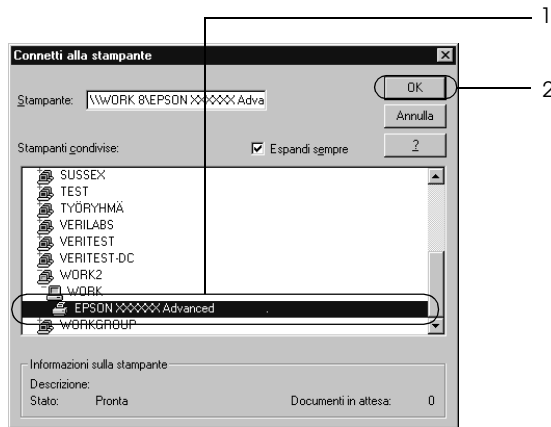 1
Connetti alla stampante
Stampante: \\WORK 8\EPSON XXXXXX Adva
OK
2
Annulla
Stampanti condivise:
Espandi sempre
?
SUSSEX
TEST
TYÖRYHMÄ
VERILABS
VERITEST
VERITEST-DC
WORK2
WORK
EPSON XXXXXX Advanced .
WORKGROUP
Informazioni sulla stampante
Descrizione:
Stato: Pronta Documenti in attesa: 0